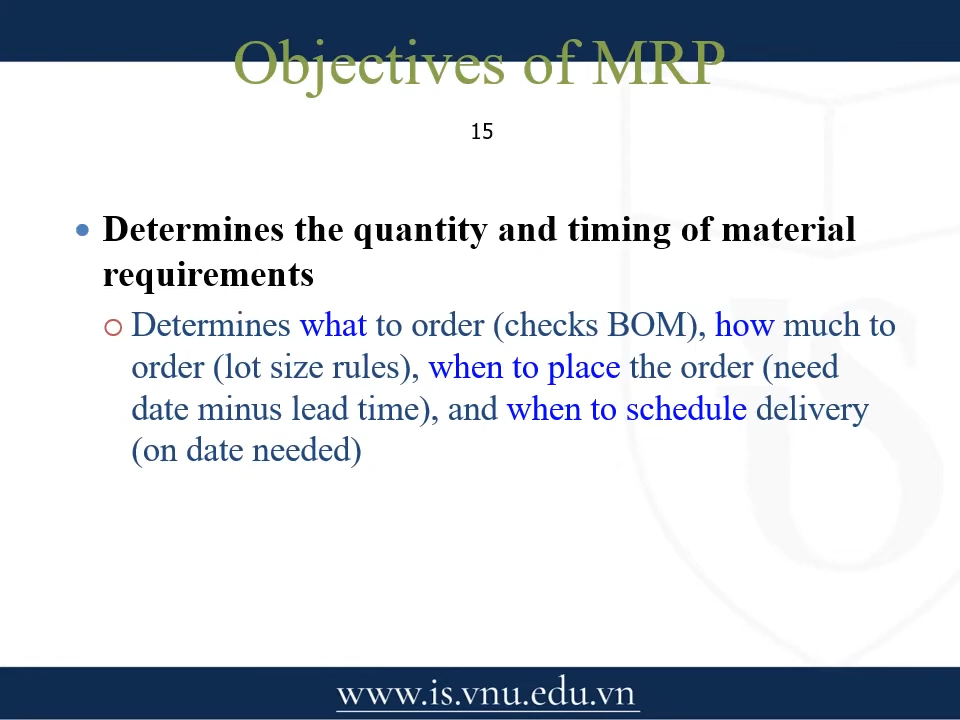 Objectives of MRP
15
• Determines the quantity and timing of material
requirements
○ Determines what to order (checks BOM), how much to
order (lot size rules), when to place the order (need
date minus lead time), and when to schedule delivery
(on date needed)
www.is.vnu.edu.vn